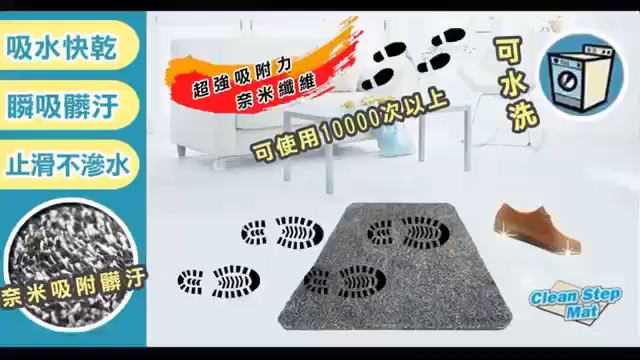 吸水快乾
瞬吸髒汙
止滑不滲水
奈米吸附髒汙
超強吸附力
奈米纖維
可使用10000次以上
可水洗
Clean Step
Mat